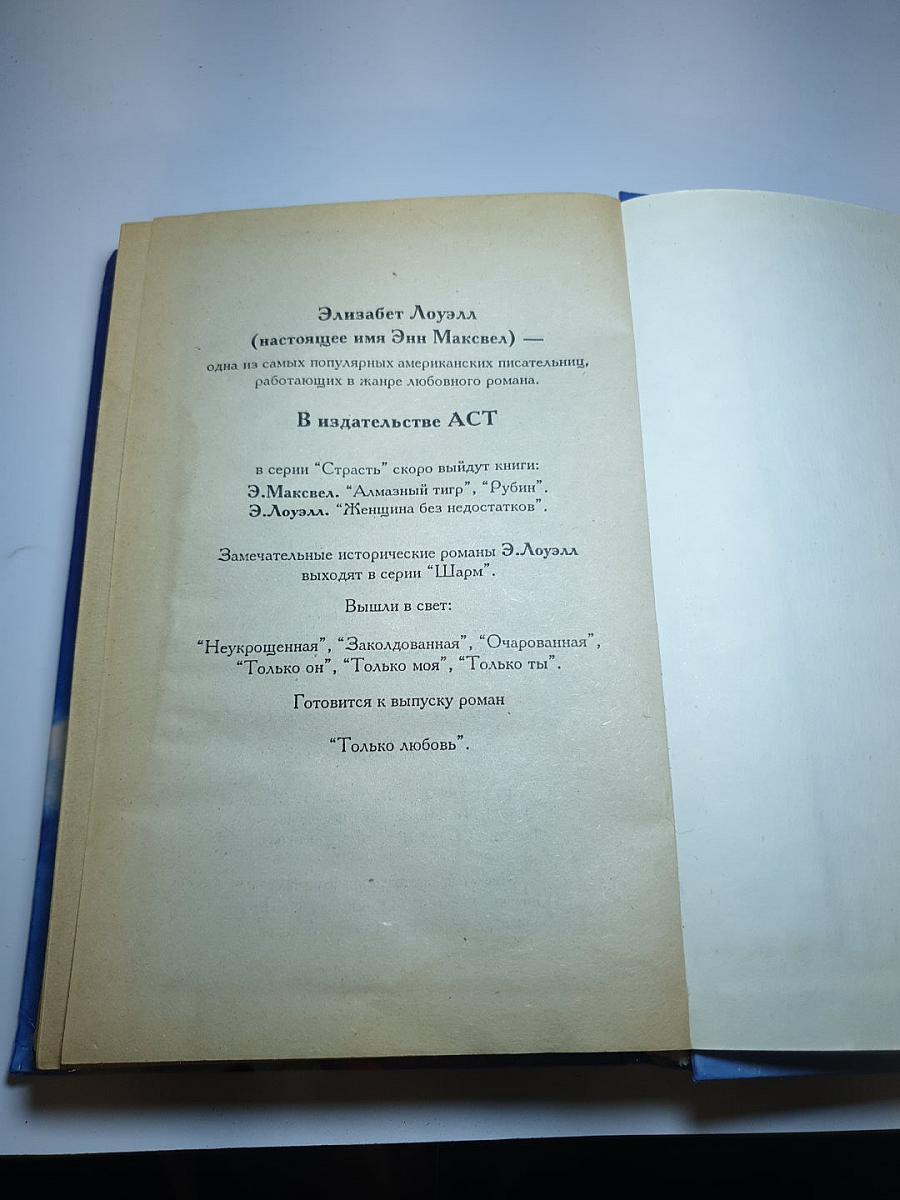 Элизабет Лоуэлл
(настоящее имя Энн Максвел) —
одна из самых популярных американских писательниц,
работающих в жанре любовного романа.
В издательстве АСТ
в серии “Страсть” скоро выйдут книги:
Э.Максвел. “Алмазный тигр”, “Рубин”.
Э.Лоуэлл. “Женщина без недостатков”.
Замечательные исторические романы Э.Лоуэлл
выходят в серии “Шарм”.
Вышли в свет:
“Неукрощенная”, “Заколдованная”, “Очарованная”,
“Только он”, “Только моя”, “Только ты”.
Готовится к выпуску роман
“Только любовь”.